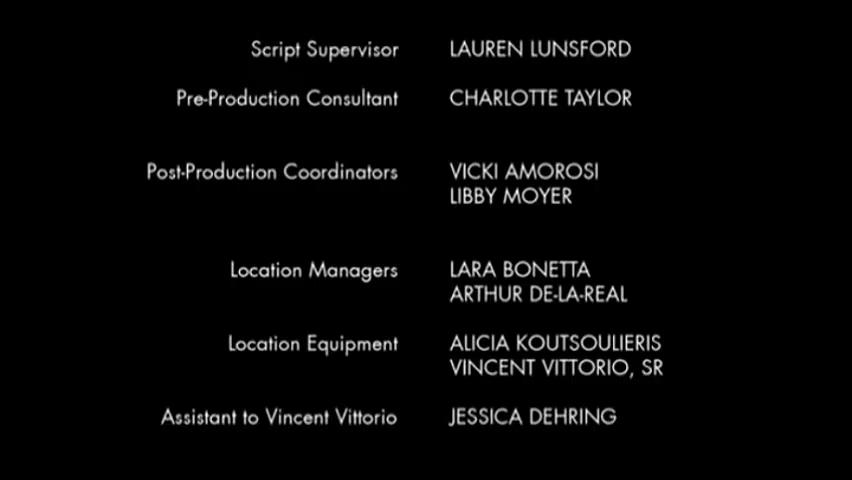 Script Supervisor LAUREN LUNSFORD
Pre-Production Consultant CHARLOTTE TAYLOR
Post-Production Coordinators VICKI AMOROSI
LIBBY MOYER
Location Managers LARA BONETTA
ARTHUR DE-LA-REAL
Location Equipment ALICIA KOUTSOULIERIS
VINCENT VITTORIO, SR
Assistant to Vincent Vittorio JESSICA DEHRING